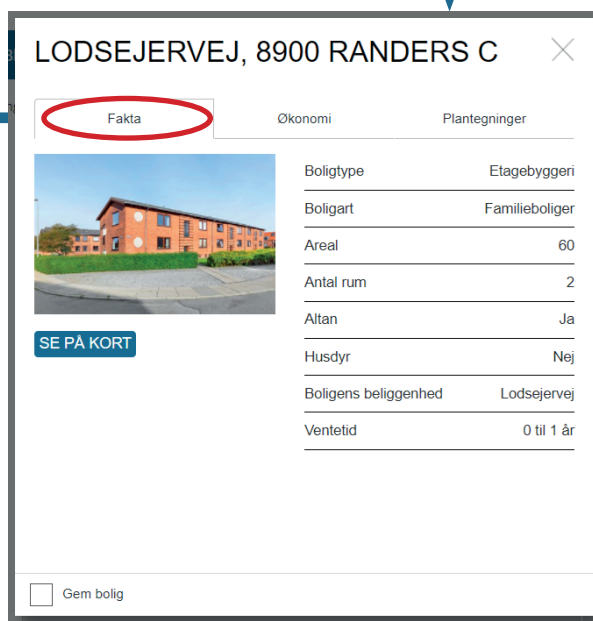 LODSEJERVEJ, 8900 RANDERS C
Fakta Økonomi Plantegninger
Boligtype Etagebyggeri
Boligart Familieboliger
Areal 60
Antal rum 2
Altan Ja
SE PÅ KORT
Husdyr Nej
Boligens beliggenhed Lodsejervej
Ventetid 0 til 1 år
Gem bolig